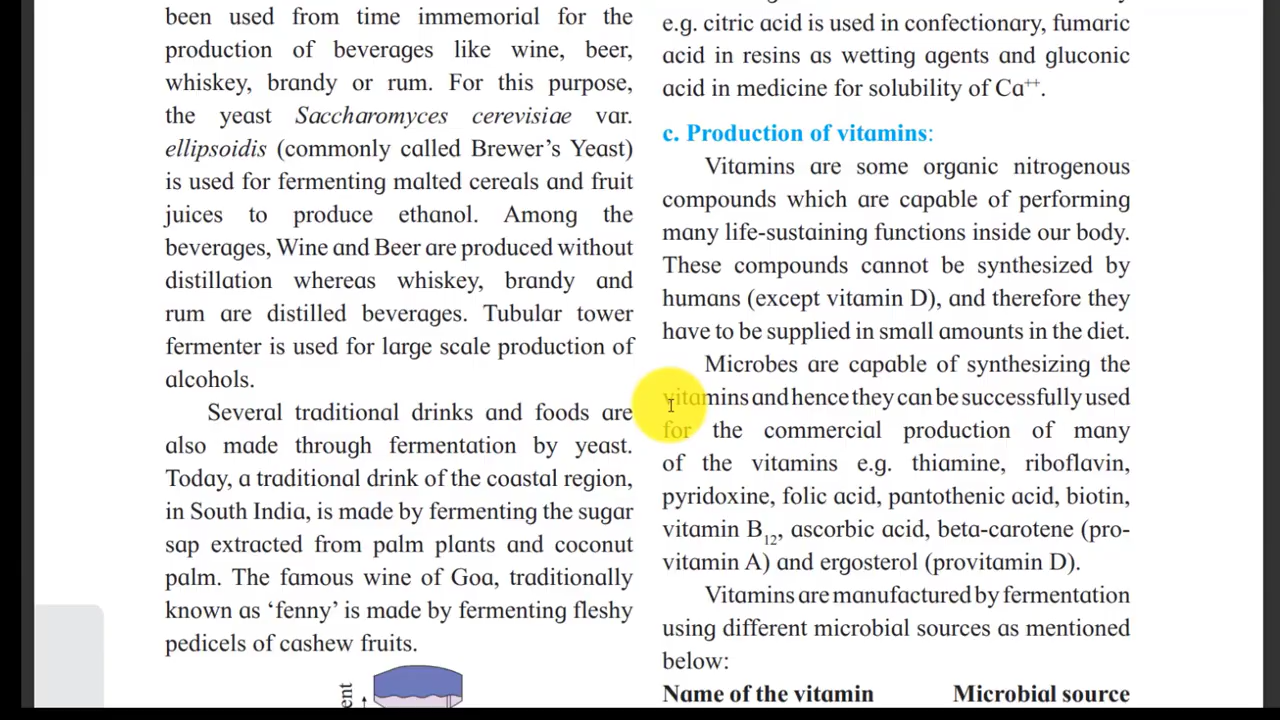 been used from time immemorial for the
production of beverages like wine, beer,
whiskey, brandy or rum. For this purpose,
the yeast Saccharomyces cerevisiae var.
ellipsoidis (commonly called Brewer’s Yeast)
is used for fermenting malted cereals and fruit
juices to produce ethanol. Among the
beverages, Wine and Beer are produced without
distillation whereas whiskey, brandy and
rum are distilled beverages. Tubular tower
fermenter is used for large scale production of
alcohols.
Several traditional drinks and foods are
also made through fermentation by yeast.
Today, a traditional drink of the coastal region,
in South India, is made by fermenting the sugar
sap extracted from palm plants and coconut
palm. The famous wine of Goa, traditionally
known as ‘fenny’ is made by fermenting fleshy
pedicels of cashew fruits.
e.g. citric acid is used in confectionary, fumaric
acid in resins as wetting agents and gluconic
acid in medicine for solubility of Ca⁺⁺.
c. Production of vitamins:
Vitamins are some organic nitrogenous
compounds which are capable of performing
many life-sustaining functions inside our body.
These compounds cannot be synthesized by
humans (except vitamin D), and therefore they
have to be supplied in small amounts in the diet.
Microbes are capable of synthesizing the
vitamins and hence they can be successfully used
for the commercial production of many
of the vitamins e.g. thiamine, riboflavin,
pyridoxine, folic acid, pantothenic acid, biotin,
vitamin B₁₂, ascorbic acid, beta-carotene (pro-
vitamin A) and ergosterol (provitamin D).
Vitamins are manufactured by fermentation
using different microbial sources as mentioned
below:
Name of the vitamin Microbial source